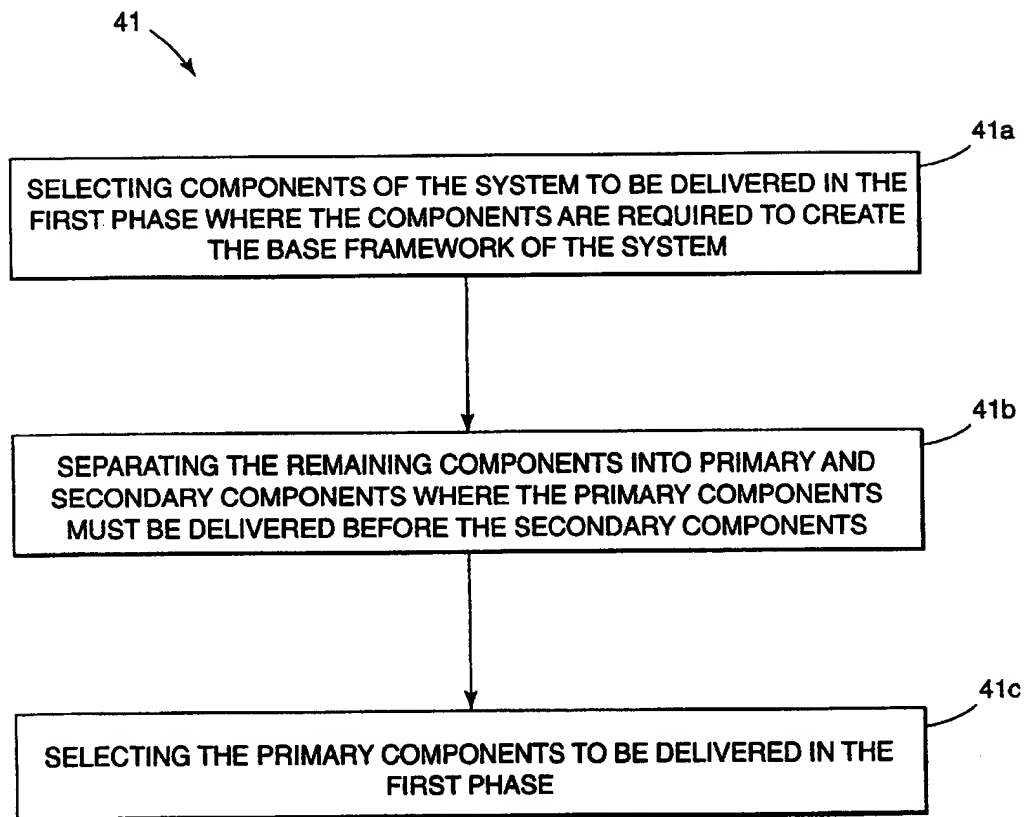 41
41a
SELECTING COMPONENTS OF THE SYSTEM TO BE DELIVERED IN THE
FIRST PHASE WHERE THE COMPONENTS ARE REQUIRED TO CREATE
THE BASE FRAMEWORK OF THE SYSTEM
41b
SEPARATING THE REMAINING COMPONENTS INTO PRIMARY AND
SECONDARY COMPONENTS WHERE THE PRIMARY COMPONENTS
MUST BE DELIVERED BEFORE THE SECONDARY COMPONENTS
41c
SELECTING THE PRIMARY COMPONENTS TO BE DELIVERED IN THE
FIRST PHASE